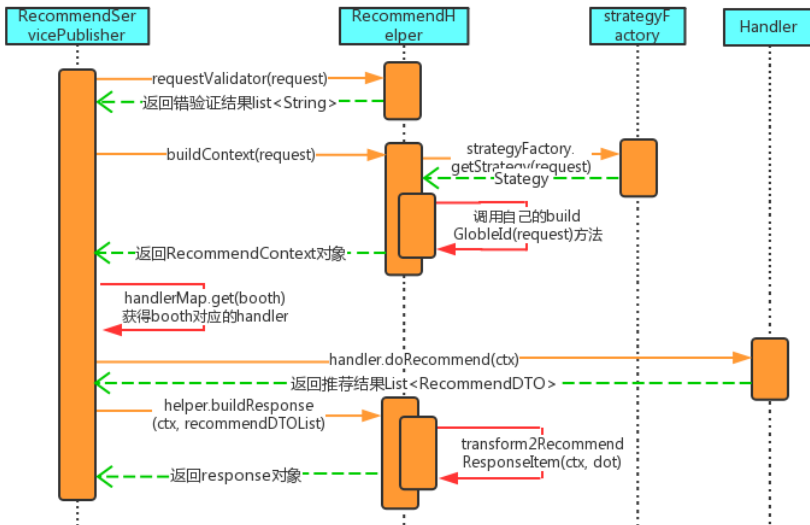 RecommendSer
vicePublisher
RecommendH
elper
strategyF
actory
Handler
requestValidator(request)
返回错验证结果list<String>
buildContext(request)
strategyFactory.
getStrategy(request)
Stategy
调用自己的build
GlobleId(request)方法
返回RecommendContext对象
handlerMap.get(booth)
获得booth对应的handler
handler.doRecommend(ctx)
返回推荐结果List<RecommendDTO>
helper.buildResponse
(ctx, recommendDTOList)
transform2Recommend
ResponseItem(ctx, dot)
返回response对象